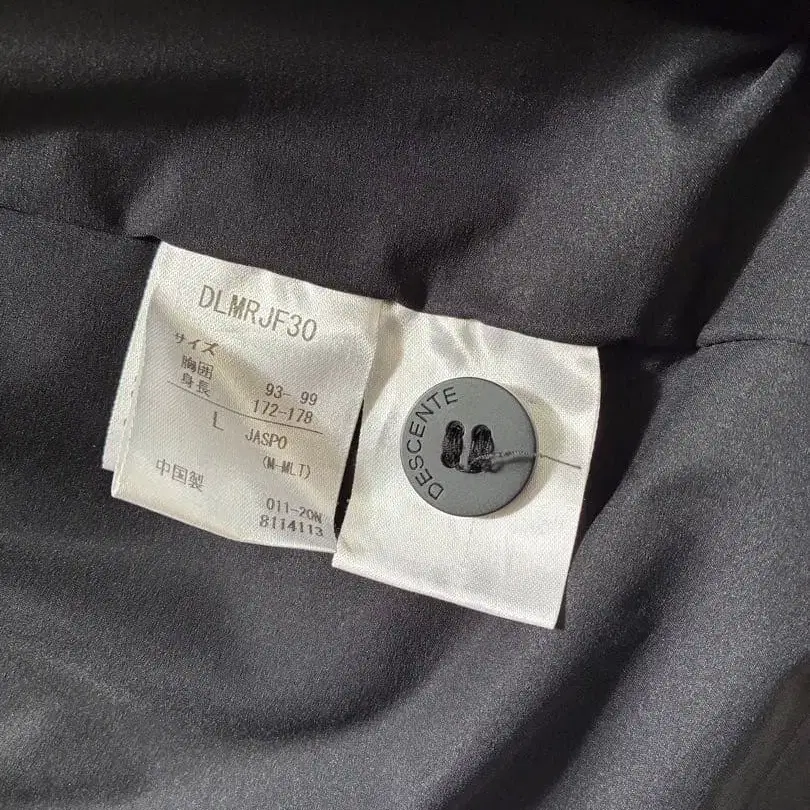 DLMRJF30
サイズ
胸囲 93-99
身長 172-178
L JASPO
(M-MLT)
中国製
011-20N
8114113
DESCENTE